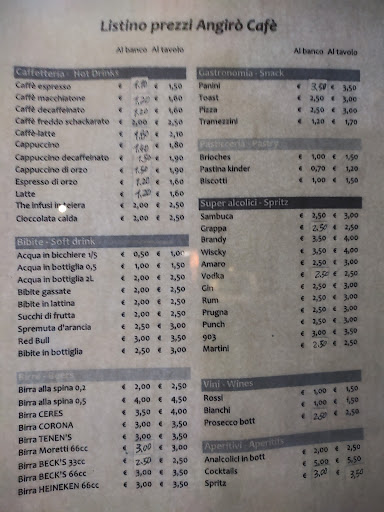 Listino prezzi Angirò Cafè
Al banco Al tavolo
Caffetteria - Hot Drinks
Caffè espresso € € 1,50
Caffè macchiatone € 1,20 € 1,60
Caffè decaffeinato € 1,20 € 1,60
Caffè freddo schackarato € 2,00 € 2,50
Caffè-latte € € 2,10
Cappuccino € 1,40 € 1,80
Cappuccino decaffeinato € 1,50 € 1,90
Cappuccino di orzo € 1,50 € 1,90
Espresso di orzo € 1,20 € 1,60
Latte € 1,20 € 1,60
The Infusi in teiera € 2,00 € 2,50
Cioccolata calda € 2,00 € 2,50
Bibite - Soft drink
Acqua in bicchiere 1/5 € 0,50 € 1,00
Acqua in bottiglia 0,5 € 1,00 € 1,50
Acqua in bottiglia 2L € 2,00 € 2,50
Bibite gassate € 2,00 € 2,50
Bibite in lattina € 2,00 € 2,50
Succhi di frutta € 2,00 € 2,50
Spremuta d'arancia € 2,50 € 3,00
Red Bull € 3,00 € 3,50
Bibite in bottiglia € 2,50 € 3,00
Birra alla spina 0,2 € 2,00 € 2,50
Birra alla spina 0,5 € 4,00 € 4,50
Birra CERES € 3,50 € 4,00
Birra CORONA € 3,50 € 4,00
Birra TENEN'S € 3,00 € 3,50
Birra Moretti 66cc € 3,00 € 3,50
Birra BECK'S 33cc € 2,50 € 3,00
Birra BECK'S 66cc € 3,00 € 3,50
Birra HEINEKEN 66cc € 3,00 € 3,50
Al banco Al tavolo
Gastronomia - Snack
Panini € 3,50 € 3,50
Toast € 2,50 € 3,00
Pizza € 2,50 € 3,00
Tramezzini € 1,20 € 1,70
Pasticceria - Pastry
Brioches € 1,00 € 1,50
Pastina kinder € 0,70 € 1,20
Biscotti € 1,00 € 1,50
Super alcolici - Spritz
Sambuca € 2,50 € 3,00
Grappa € 2,50 € 2,50
Brandy € 3,50 € 4,00
Wiscky € 3,50 € 4,00
Amaro € 2,50 € 3,00
Vodka € 2,50 € 2,50
Gin € 2,50 € 3,00
Rum € 2,50 € 3,00
Prugna € 2,50 € 3,00
Punch € 2,50 € 3,00
903 € 3,00 € 3,50
Martini € 2,50 € 2,50
Vini - Wines
Rossi € 1,00 € 1,50
Bianchi € 1,00 € 1,50
Prosecco bott € 2,50 € 2,50
Aperitivi - Aperitifs
Analcolici in bott € 2,50 € 3,00
Cocktails € 5,00 € 5,50
Spritz € 3,00 € 3,50